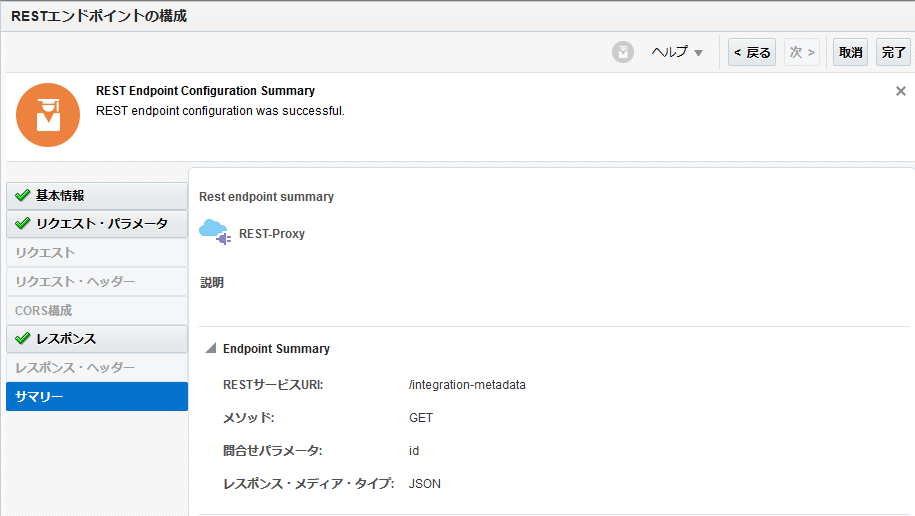 RESTエンドポイントの構成
ヘルプ
< 戻る
次 >
取消
完了
REST Endpoint Configuration Summary
REST endpoint configuration was successful.
基本情報
リクエスト・パラメータ
リクエスト
リクエスト・ヘッダー
CORS構成
レスポンス
レスポンス・ヘッダー
サマリー
Rest endpoint summary
REST-Proxy
説明
Endpoint Summary
RESTサービスURI: /integration-metadata
メソッド: GET
問合せパラメータ: id
レスポンス・メディア・タイプ: JSON